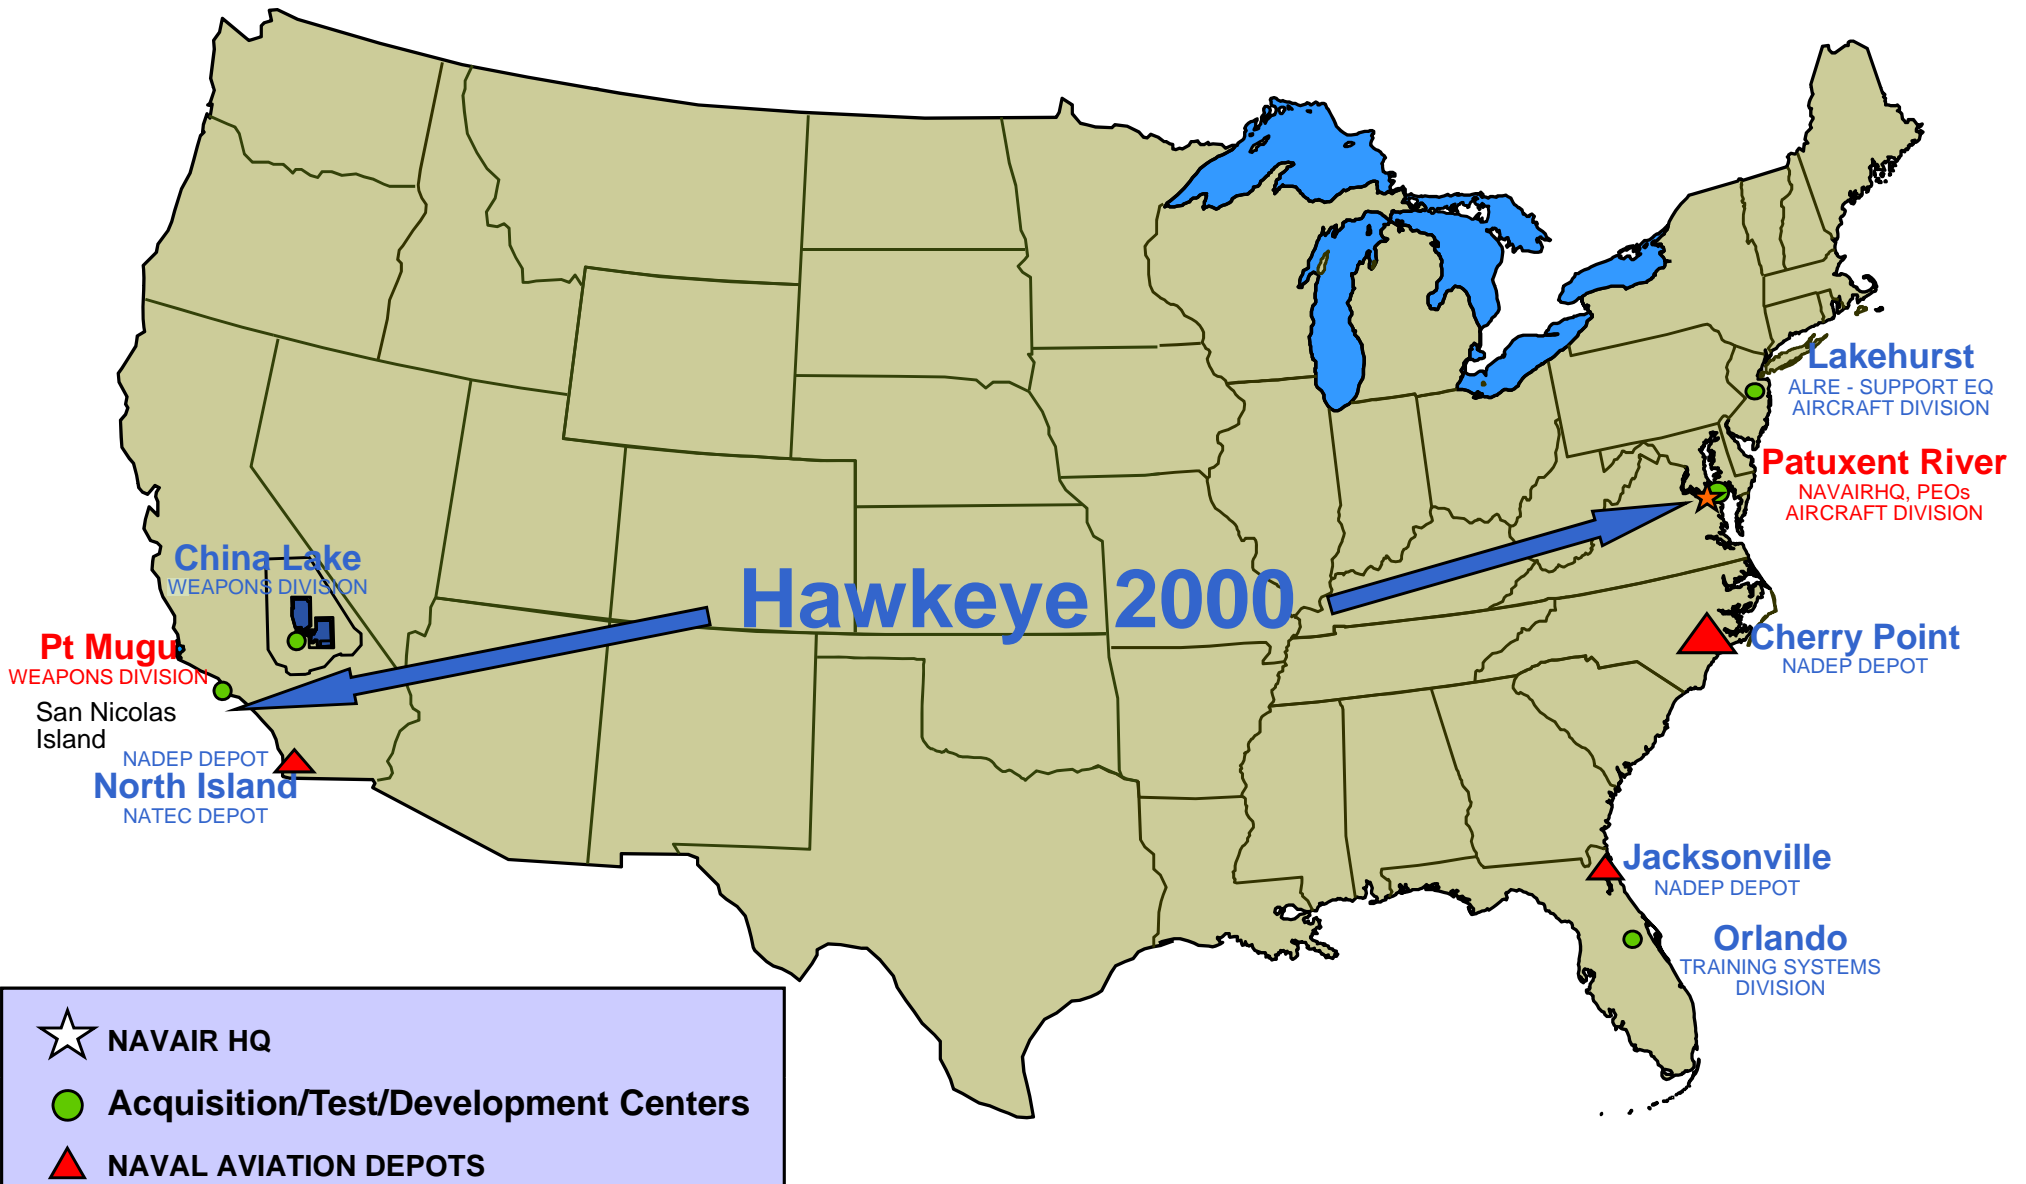 Lakehurst
ALRE - SUPPORT EQ
AIRCRAFT DIVISION
Patuxent River
NAVAIRHQ, PEOs
AIRCRAFT DIVISION
China Lake
WEAPONS DIVISION
Hawkeye 2000
Pt Mugu
WEAPONS DIVISION
San Nicolas
Island
Cherry Point
NADEP DEPOT
NADEP DEPOT
North Island
NATEC DEPOT
Jacksonville
NADEP DEPOT
Orlando
TRAINING SYSTEMS
DIVISION
NAVAIR HQ
Acquisition/Test/Development Centers
NAVAL AVIATION DEPOTS